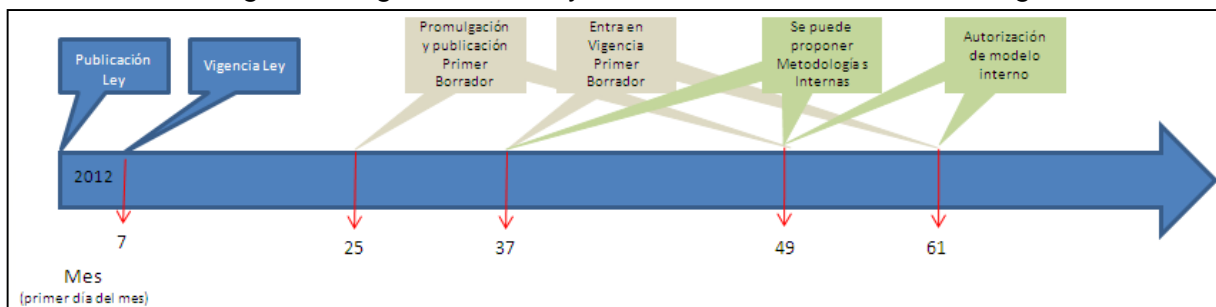 Publicación
Ley
Vigencia Ley
Promulgación
y publicación
Primer
Borrador
Entra en
Vigencia
Primer
Borrador
Se puede
proponer
Metodología s
Internas
Autorización
de modelo
interno
2012
7
25
37
49
61
Mes
(primer día del mes)